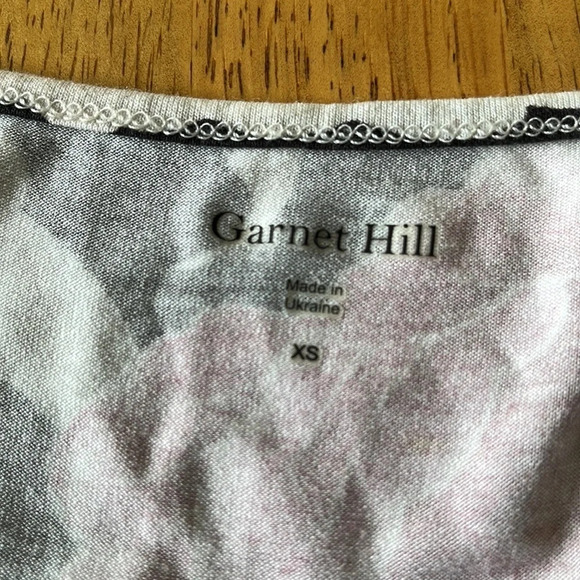 Garnet Hill
Made in
Ukraine
XS